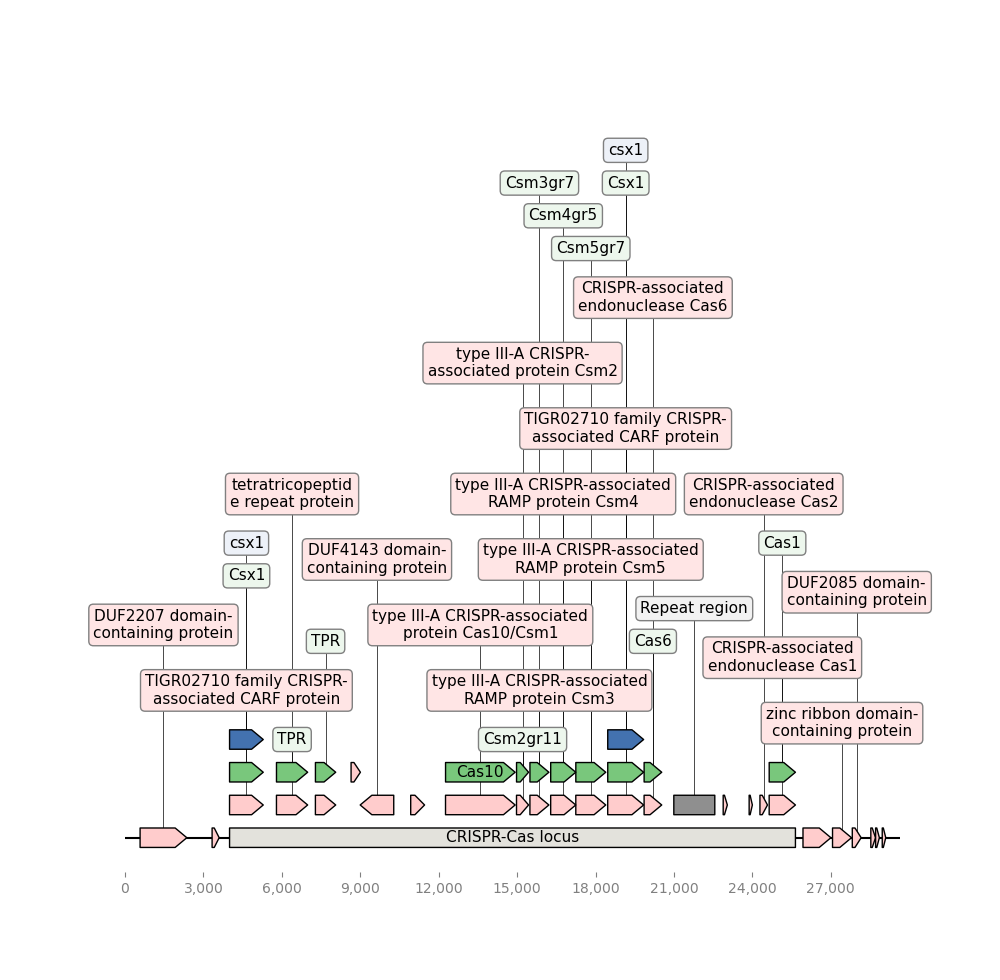 csx1
Csm3gr7
Csx1
Csm4gr5
Csm5gr7
CRISPR-associated
endonuclease Cas6
type III-A CRISPR-
associated protein Csm2
TIGR02710 family CRISPR-
associated CARF protein
tetratricopeptid
e repeat protein
type III-A CRISPR-associated
RAMP protein Csm4
CRISPR-associated
endonuclease Cas2
csx1
Cas1
DUF4143 domain-
containing protein
type III-A CRISPR-associated
RAMP protein Csm5
Csx1
DUF2085 domain-
containing protein
Repeat region
DUF2207 domain-
containing protein
type III-A CRISPR-associated
protein Cas10/Csm1
TPR
Cas6
CRISPR-associated
endonuclease Cas1
TIGR02710 family CRISPR-
associated CARF protein
type III-A CRISPR-associated
RAMP protein Csm3
zinc ribbon domain-
containing protein
TPR
Csm2gr11
Cas10
CRISPR-Cas locus
0
3,000
6,000
9,000
12,000
15,000
18,000
21,000
24,000
27,000